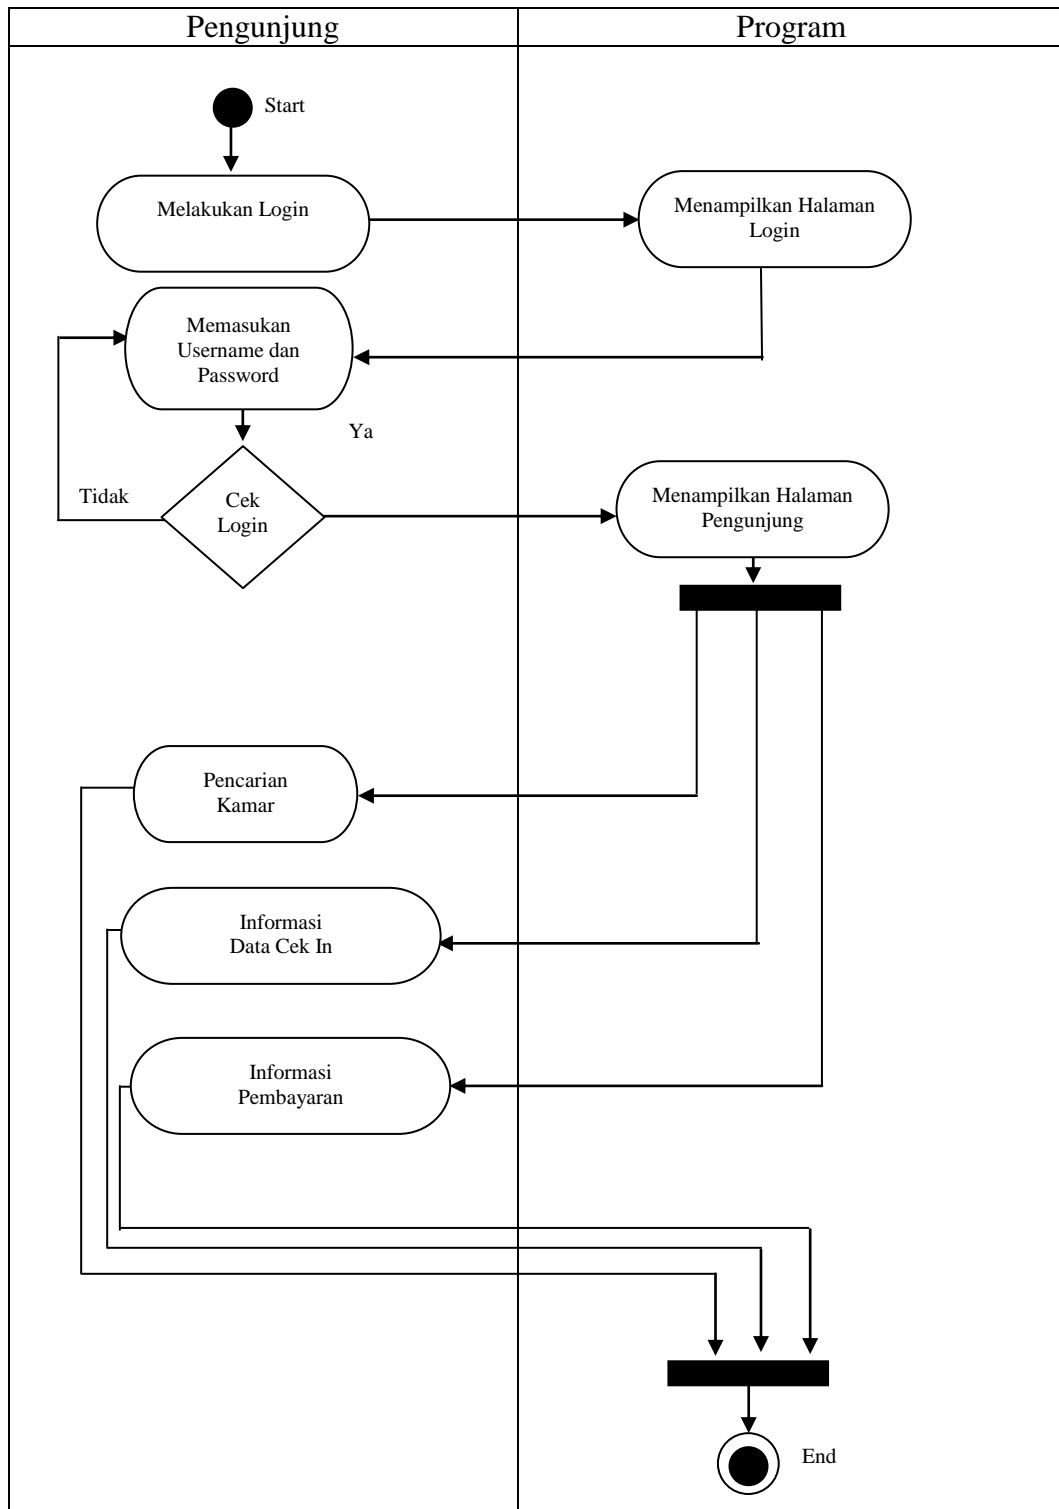 Pengunjung
Program
Start
Melakukan Login
Menampilkan Halaman
Login
Memasukan
Username dan
Password
Ya
Tidak
Cek
Login
Menampilkan Halaman
Pengunjung
Pencarian
Kamar
Informasi
Data Cek In
Informasi
Pembayaran
End